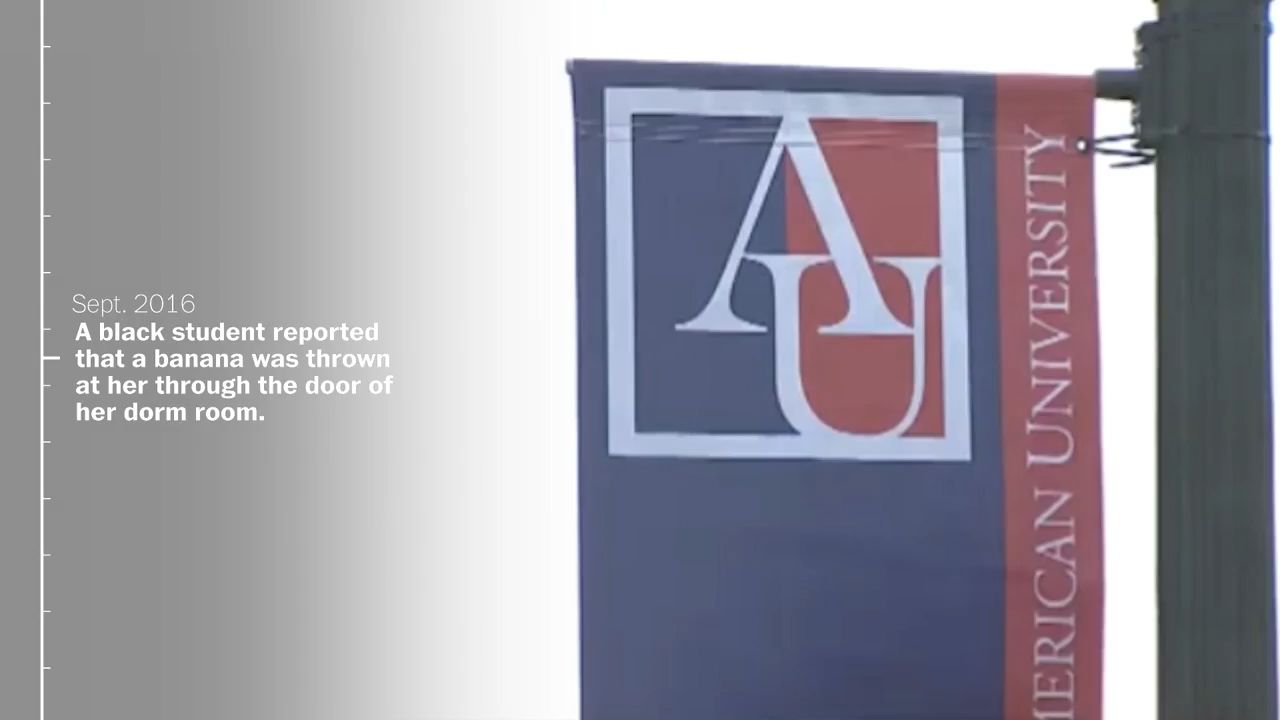 Sept. 2016
A black student reported
that a banana was thrown
at her through the door of
her dorm room.
AU
MERICAN UNIVERSITY